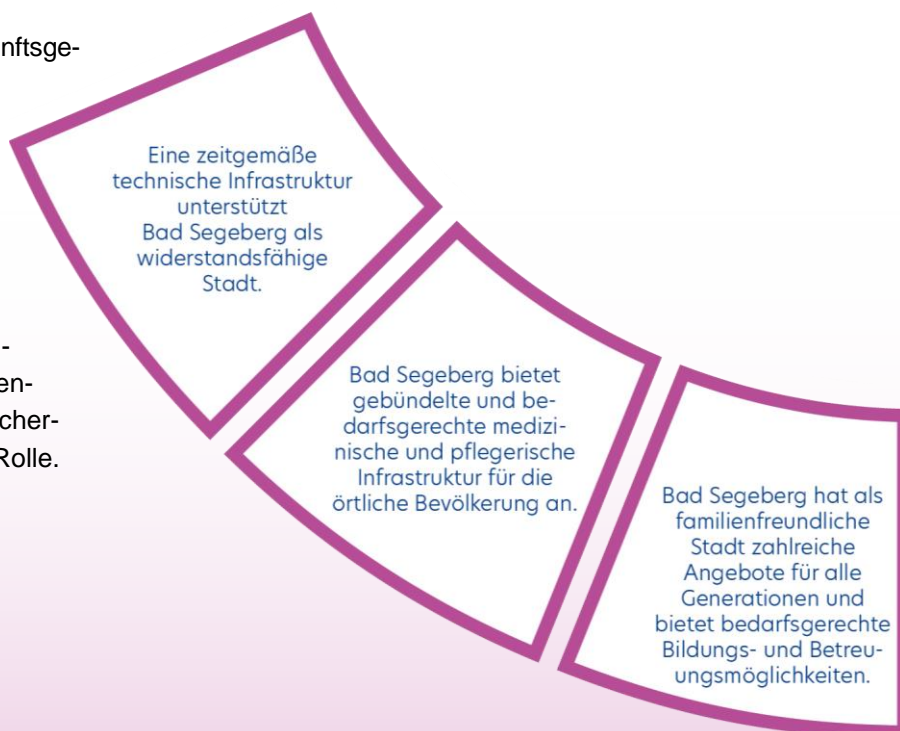 nftsge-
-
en-
cher-
Rolle.
Eine zeitgemäße
technische Infrastruktur
unterstützt
Bad Segeberg als
widerstandsfähige
Stadt.
Bad Segeberg bietet
gebündelte und be-
darfsgerechte medizi-
nische und pflegerische
Infrastruktur für die
örtliche Bevölkerung an.
Bad Segeberg hat als
familienfreundliche
Stadt zahlreiche
Angebote für alle
Generationen und
bietet bedarfsgerechte
Bildungs- und Betreu-
ungsmöglichkeiten.